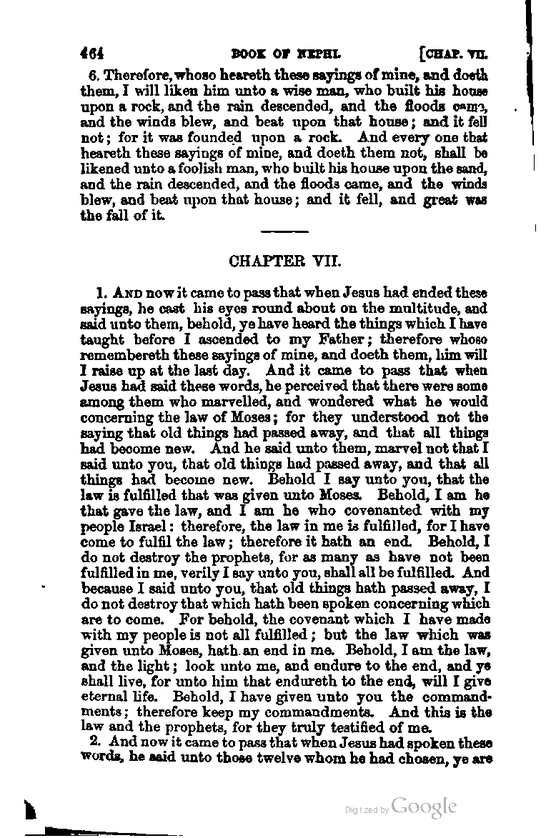 464 BOOK OF NEPHI. [CHAP. VII.
6. Therefore, whoso heareth these sayings of mine, and doeth
them, I will liken him unto a wise man, who built his house
upon a rock, and the rain descended, and the floods came,
and the winds blew, and beat upon that house; and it fell
not; for it was founded upon a rock. And every one that
heareth these sayings of mine, and doeth them not, shall be
likened unto a foolish man, who built his house upon the sand,
and the rain descended, and the floods came, and the winds
blew, and beat upon that house; and it fell, and great was
the fall of it.
CHAPTER VII.
1. AND now it came to pass that when Jesus had ended these
sayings, he cast his eyes round about on the multitude, and
said unto them, behold, ye have heard the things which I have
taught before I ascended to my Father; therefore whoso
remembereth these sayings of mine, and doeth them, him will
I raise up at the last day. And it came to pass that when
Jesus had said these words, he perceived that there were some
among them who marvelled, and wondered what he would
concerning the law of Moses; for they understood not the
saying that old things had passed away, and that all things
had become new. And he said unto them, marvel not that I
said unto you, that old things had passed away, and that all
things had become new. Behold I say unto you, that the
law is fulfilled that was given unto Moses. Behold, I am he
that gave the law, and I am he who covenanted with my
people Israel: therefore, the law in me is fulfilled, for I have
come to fulfil the law; therefore it hath an end. Behold, I
do not destroy the prophets, for as many as have not been
fulfilled in me, verily I say unto you, shall all be fulfilled. And
because I said unto you, that old things hath passed away, I
do not destroy that which hath been spoken concerning which
are to come. For behold, the covenant which I have made
with my people is not all fulfilled; but the law which was
given unto Moses, hath an end in me. Behold, I am the law,
and the light; look unto me, and endure to the end, and ye
shall live, for unto him that endureth to the end, will I give
eternal life. Behold, I have given unto you the command-
ments; therefore keep my commandments. And this is the
law and the prophets, for they truly testified of me.
2. And now it came to pass that when Jesus had spoken these
words, he said unto those twelve whom he had chosen, ye are
Digitized by Google